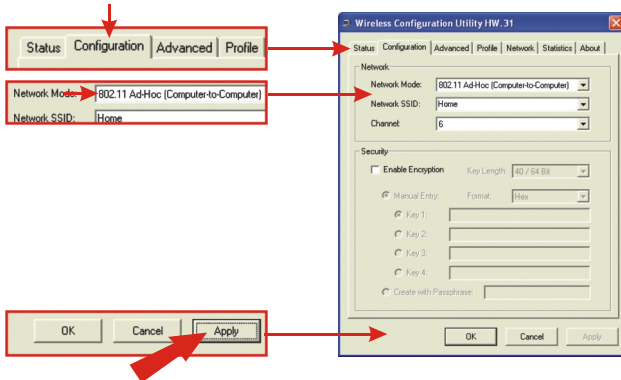 Status Configuration Advanced Profile
Network Mode: 802.11 Ad-Hoc (Computer-to-Computer)
Network SSID: Home
OK Cancel Apply
Wireless Configuration Utility HW.31
Status Configuration Advanced Profile Network Statistics About
Network
Network Mode: 802.11 Ad-Hoc (Computer-to-Computer)
Network SSID: Home
Channel: 6
Security
Enable Encryption Key Length: 40 / 64 Bit
Manual Entry Format: Hex
Key 1:
Key 2:
Key 3:
Key 4:
Create with Passphrase:
OK Cancel Apply